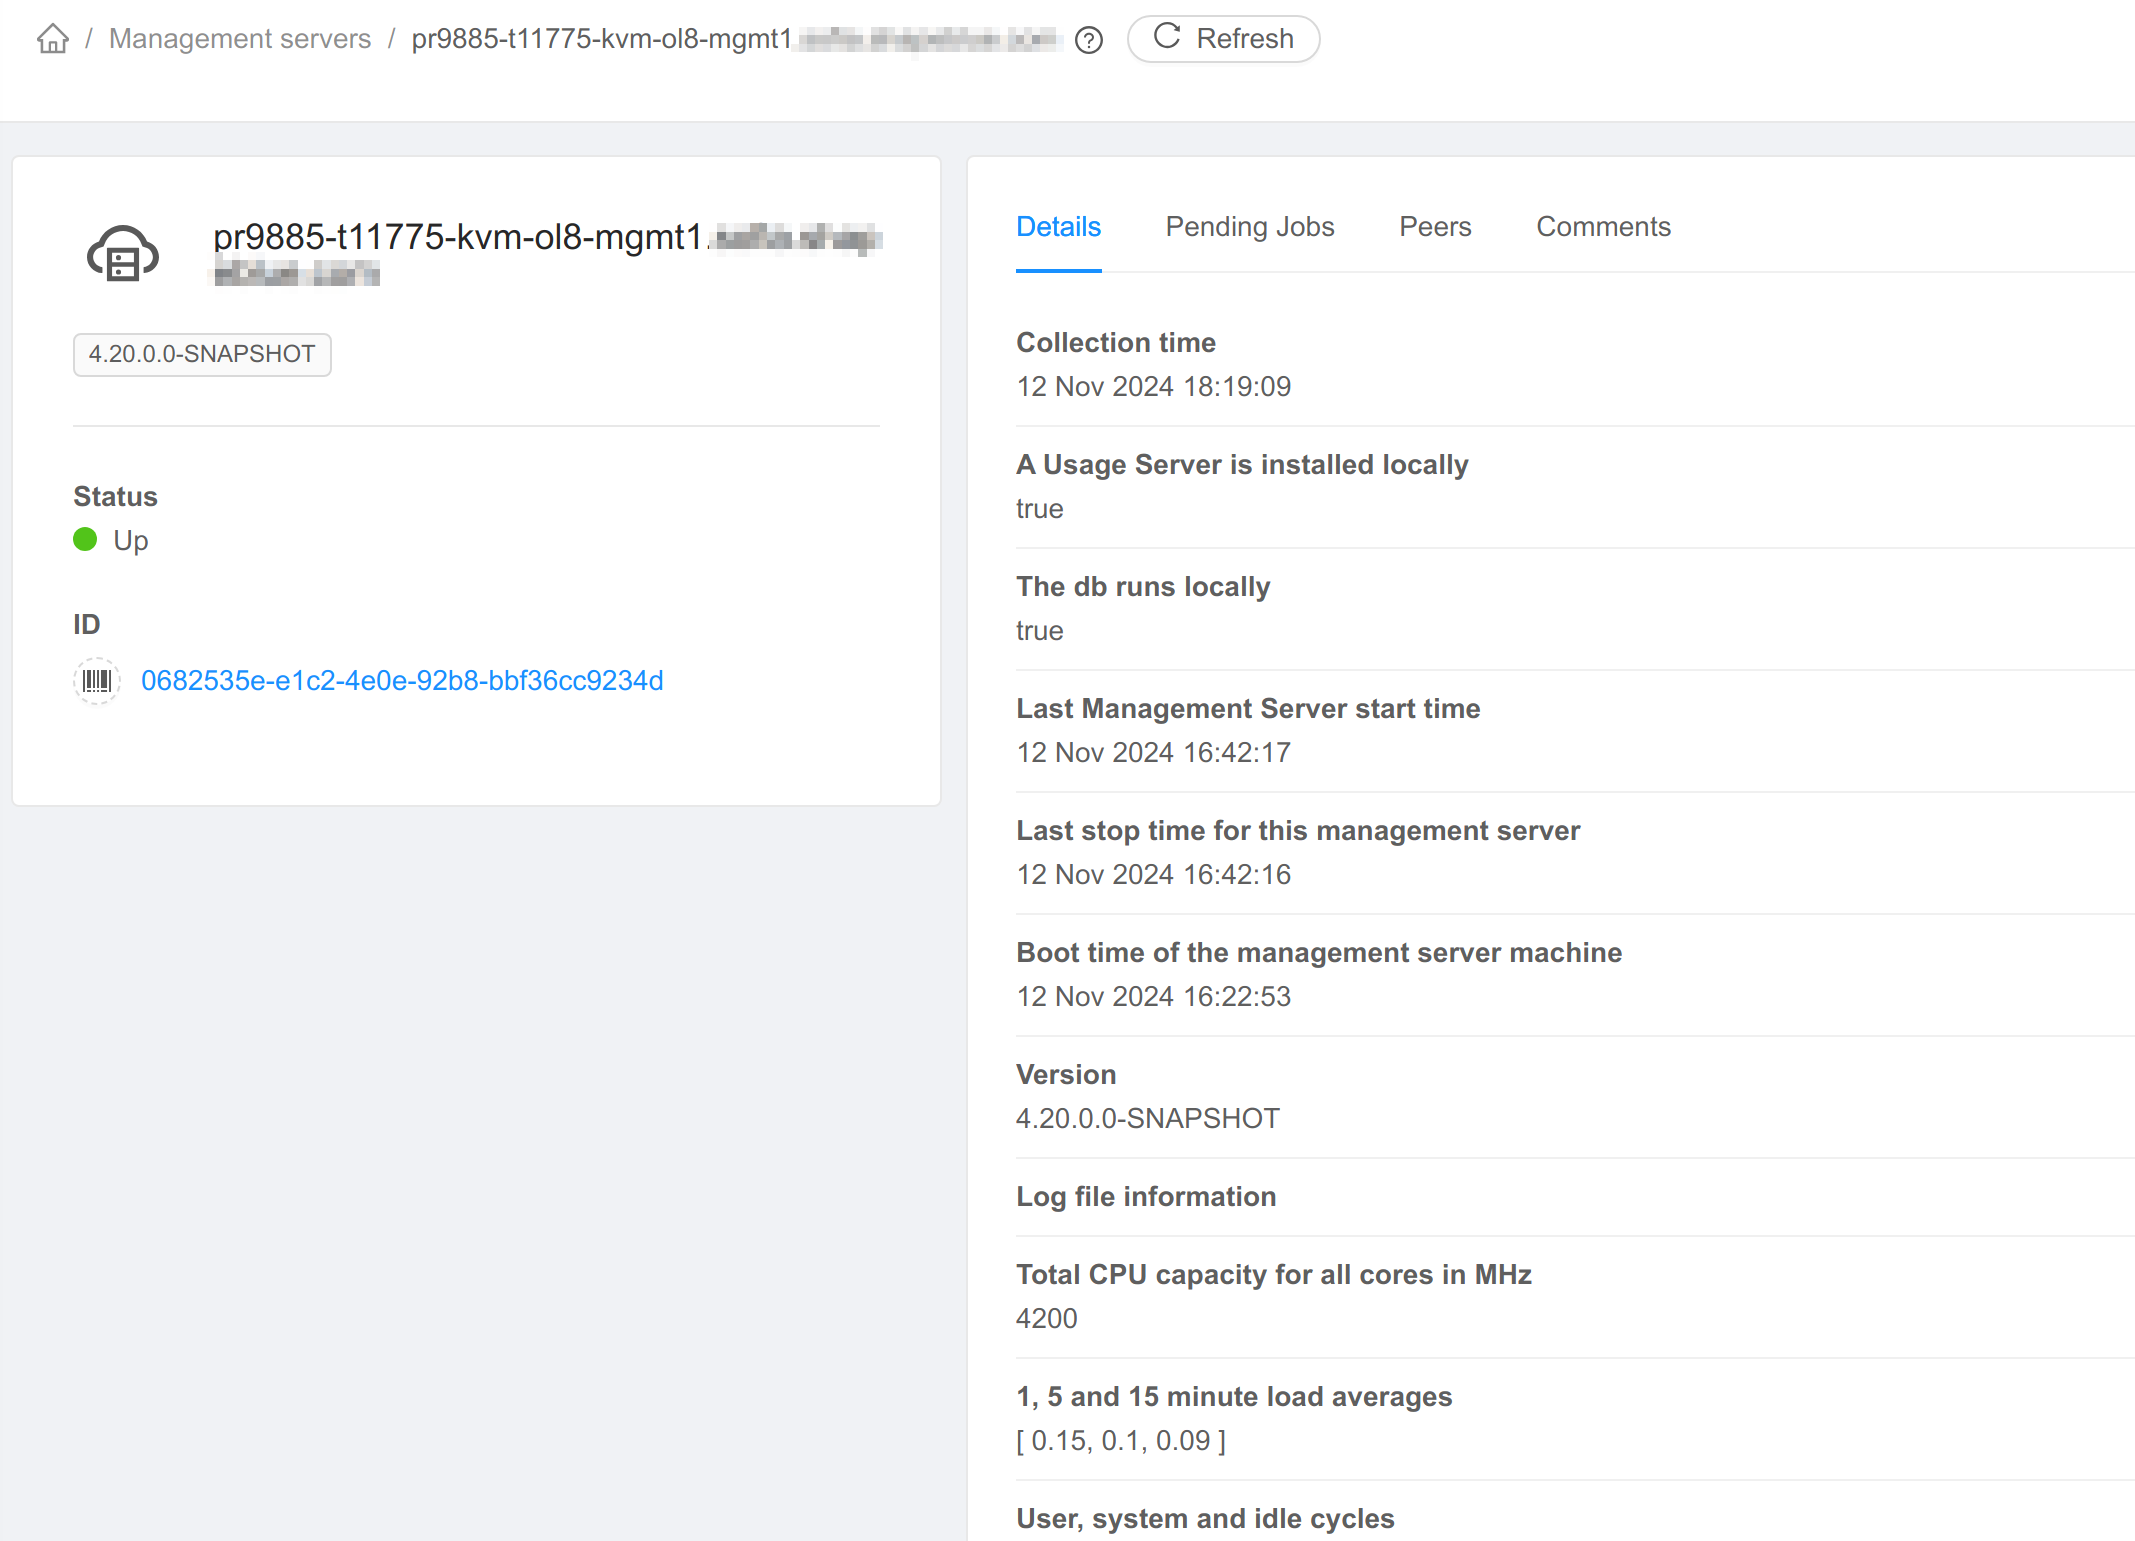 / Management servers / pr9885-t11775-kvm-ol8-mgmt1. Refresh
pr9885-t11775-kvm-ol8-mgmt1.
4.20.0.0-SNAPSHOT
Status
Up
ID
0682535e-e1c2-4e0e-92b8-bbf36cc9234d
Details Pending Jobs Peers Comments
Collection time
12 Nov 2024 18:19:09
A Usage Server is installed locally
true
The db runs locally
true
Last Management Server start time
12 Nov 2024 16:42:17
Last stop time for this management server
12 Nov 2024 16:42:16
Boot time of the management server machine
12 Nov 2024 16:22:53
Version
4.20.0.0-SNAPSHOT
Log file information
Total CPU capacity for all cores in MHz
4200
1, 5 and 15 minute load averages
[ 0.15, 0.1, 0.09 ]
User, system and idle cycles